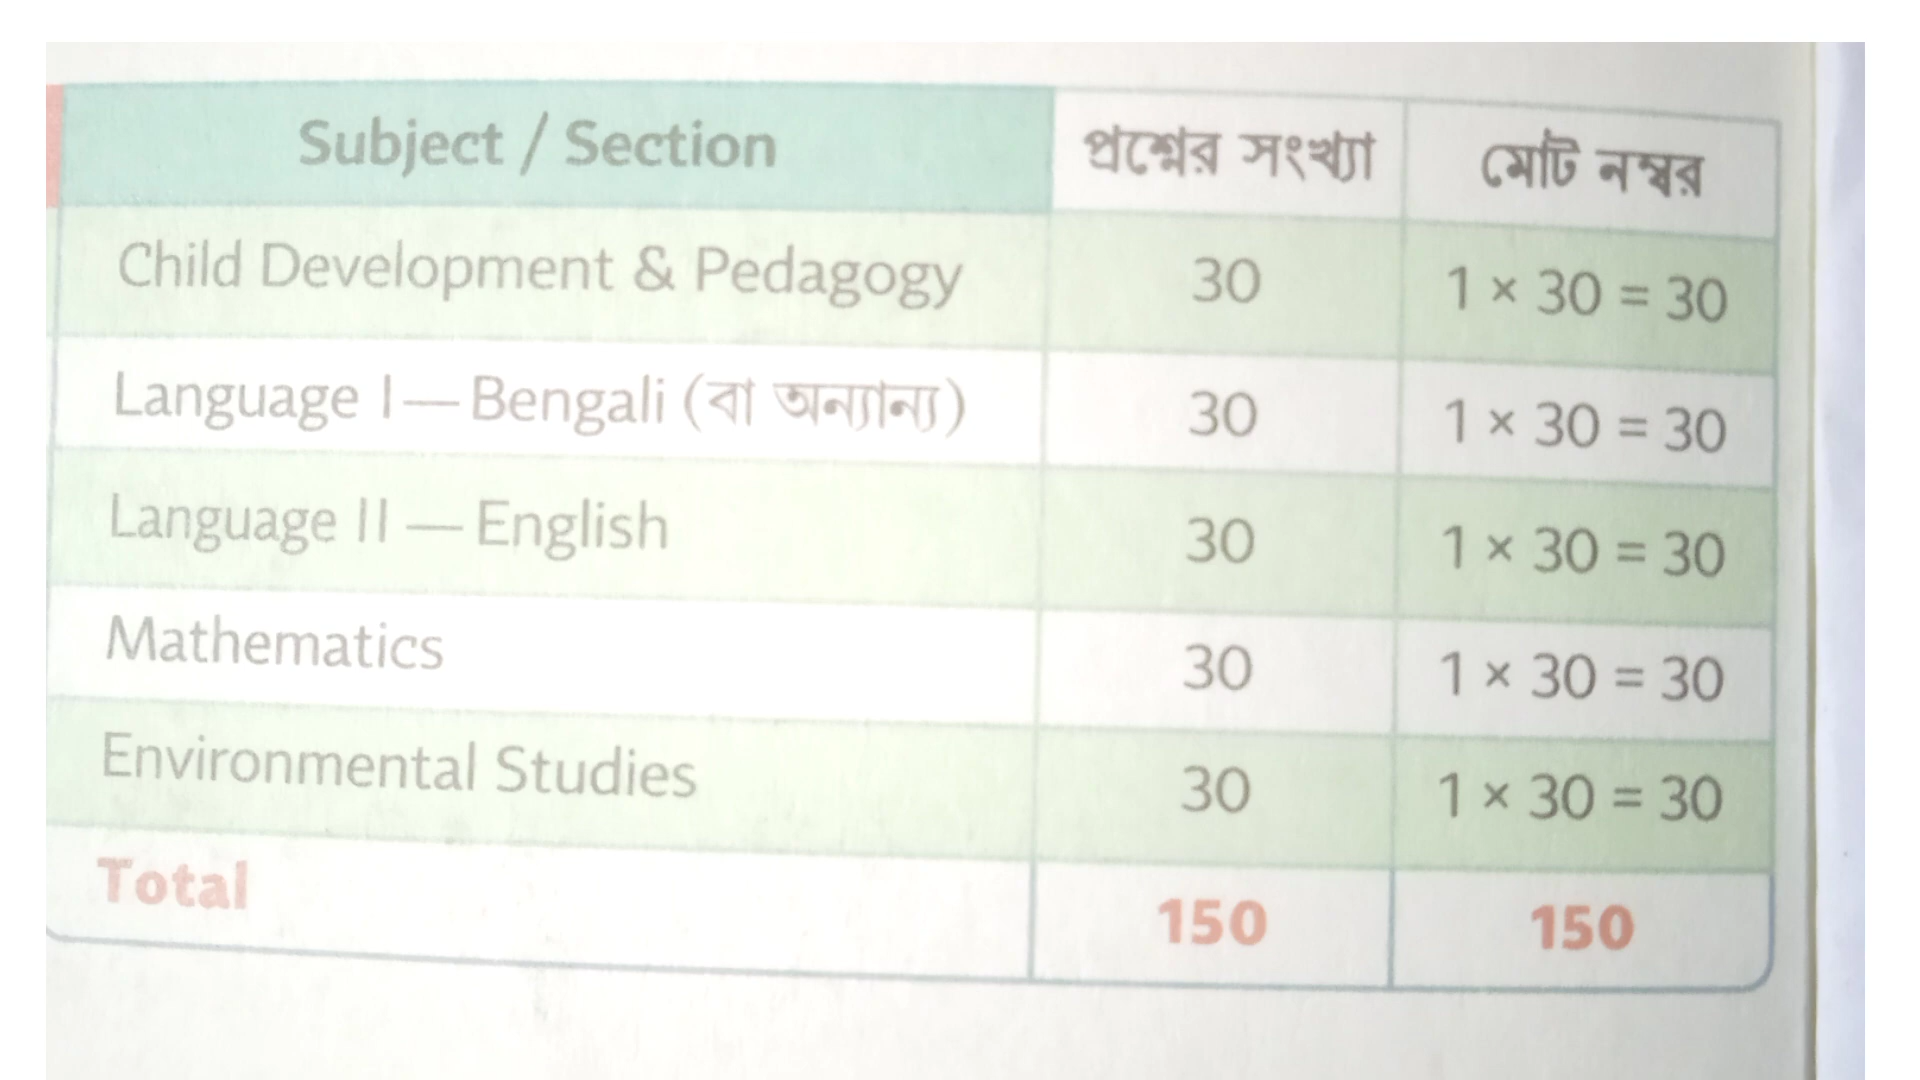 Subject / Section প্রশ্নের সংখ্যা মোট নম্বর
Child Development & Pedagogy 30 1 × 30 = 30
Language I — Bengali (বা অন্যান্য) 30 1 × 30 = 30
Language II — English 30 1 × 30 = 30
Mathematics 30 1 × 30 = 30
Environmental Studies 30 1 × 30 = 30
Total 150 150